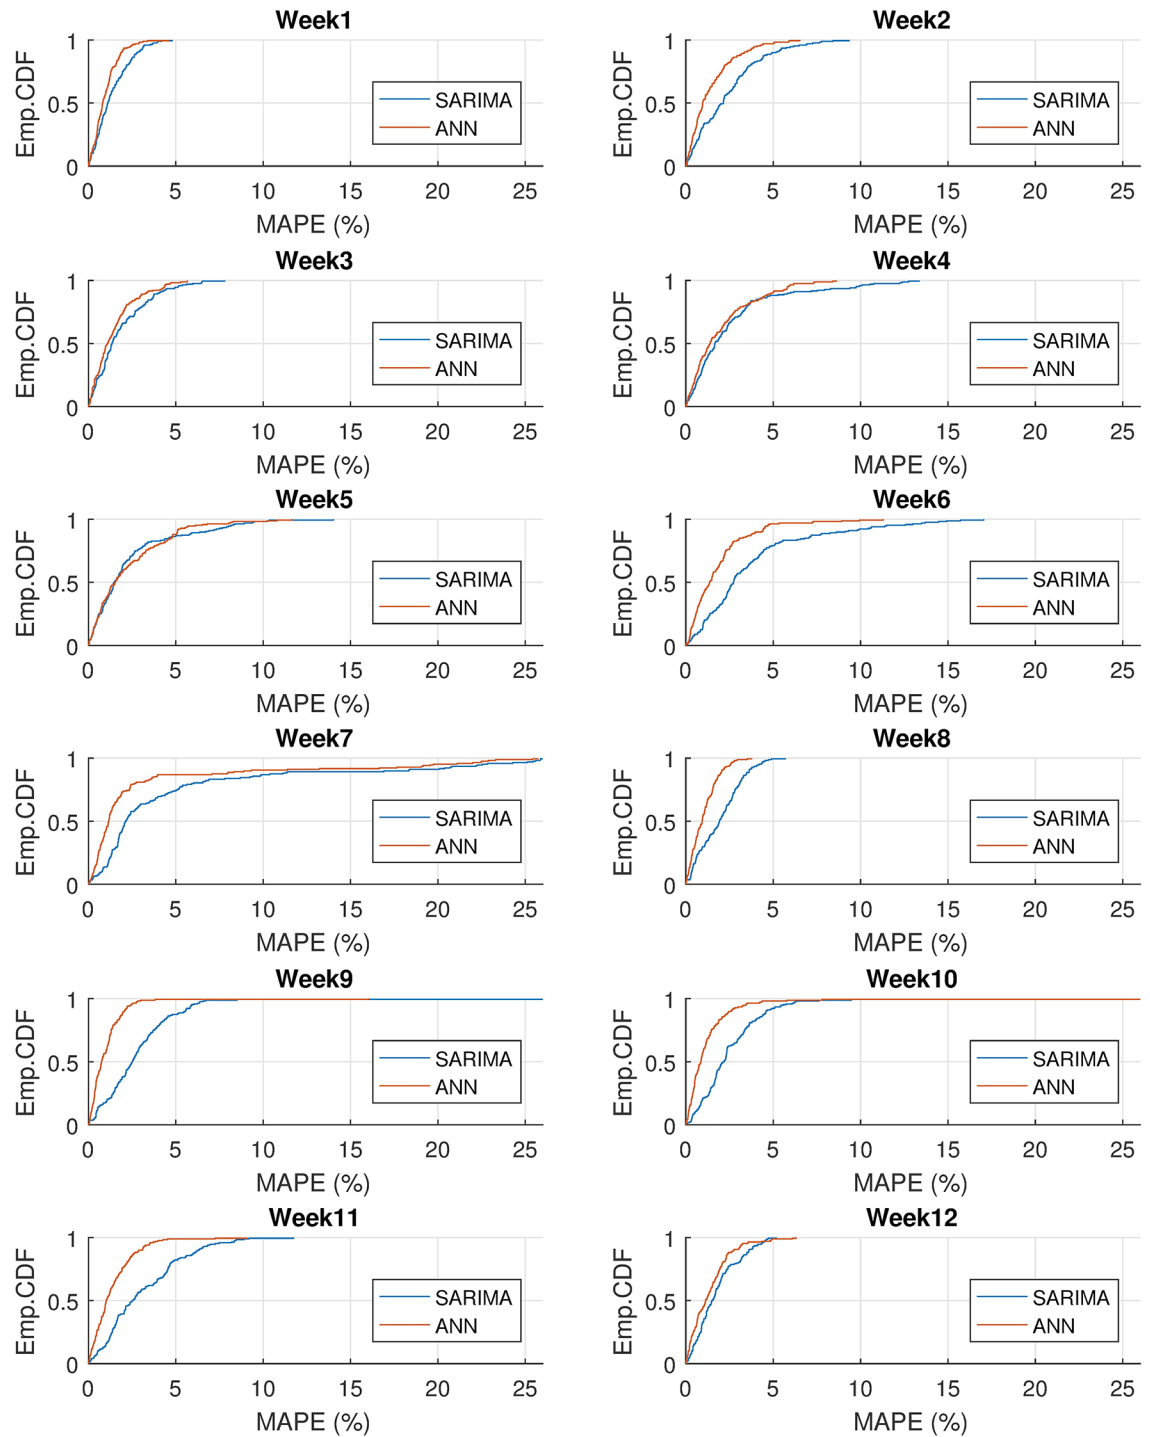 Week1
Emp.CDF
1
0.5
0
SARIMA
ANN
0 5 10 15 20 25
MAPE (%)
Week2
Emp.CDF
1
0.5
0
SARIMA
ANN
0 5 10 15 20 25
MAPE (%)
Week3
Emp.CDF
1
0.5
0
SARIMA
ANN
0 5 10 15 20 25
MAPE (%)
Week4
Emp.CDF
1
0.5
0
SARIMA
ANN
0 5 10 15 20 25
MAPE (%)
Week5
Emp.CDF
1
0.5
0
SARIMA
ANN
0 5 10 15 20 25
MAPE (%)
Week6
Emp.CDF
1
0.5
0
SARIMA
ANN
0 5 10 15 20 25
MAPE (%)
Week7
Emp.CDF
1
0.5
0
SARIMA
ANN
0 5 10 15 20 25
MAPE (%)
Week8
Emp.CDF
1
0.5
0
SARIMA
ANN
0 5 10 15 20 25
MAPE (%)
Week9
Emp.CDF
1
0.5
0
SARIMA
ANN
0 5 10 15 20 25
MAPE (%)
Week10
Emp.CDF
1
0.5
0
SARIMA
ANN
0 5 10 15 20 25
MAPE (%)
Week11
Emp.CDF
1
0.5
0
SARIMA
ANN
0 5 10 15 20 25
MAPE (%)
Week12
Emp.CDF
1
0.5
0
SARIMA
ANN
0 5 10 15 20 25
MAPE (%)